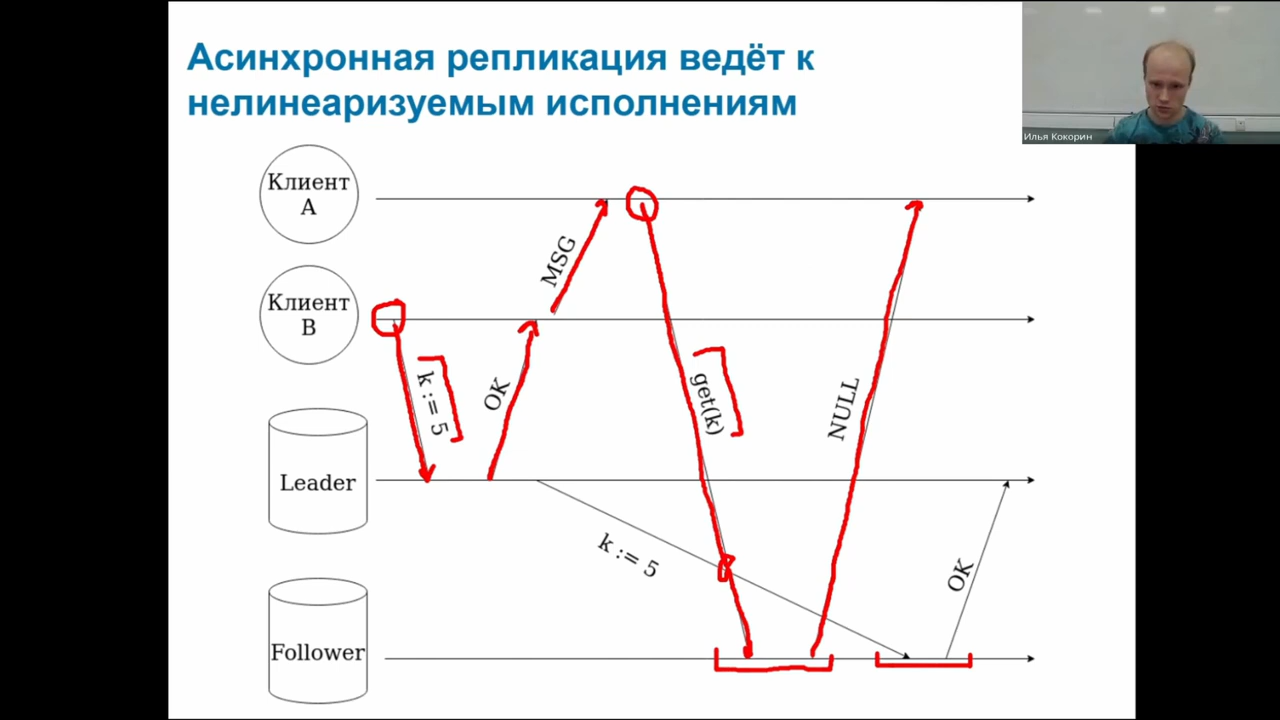 Асинхронная репликация ведёт к
нелинеаризуемым исполнениям
Илья Кокорин
Клиент
A
MSG
Клиент
B
k := 5
OK
get(k)
NULL
Leader
k := 5
OK
Follower